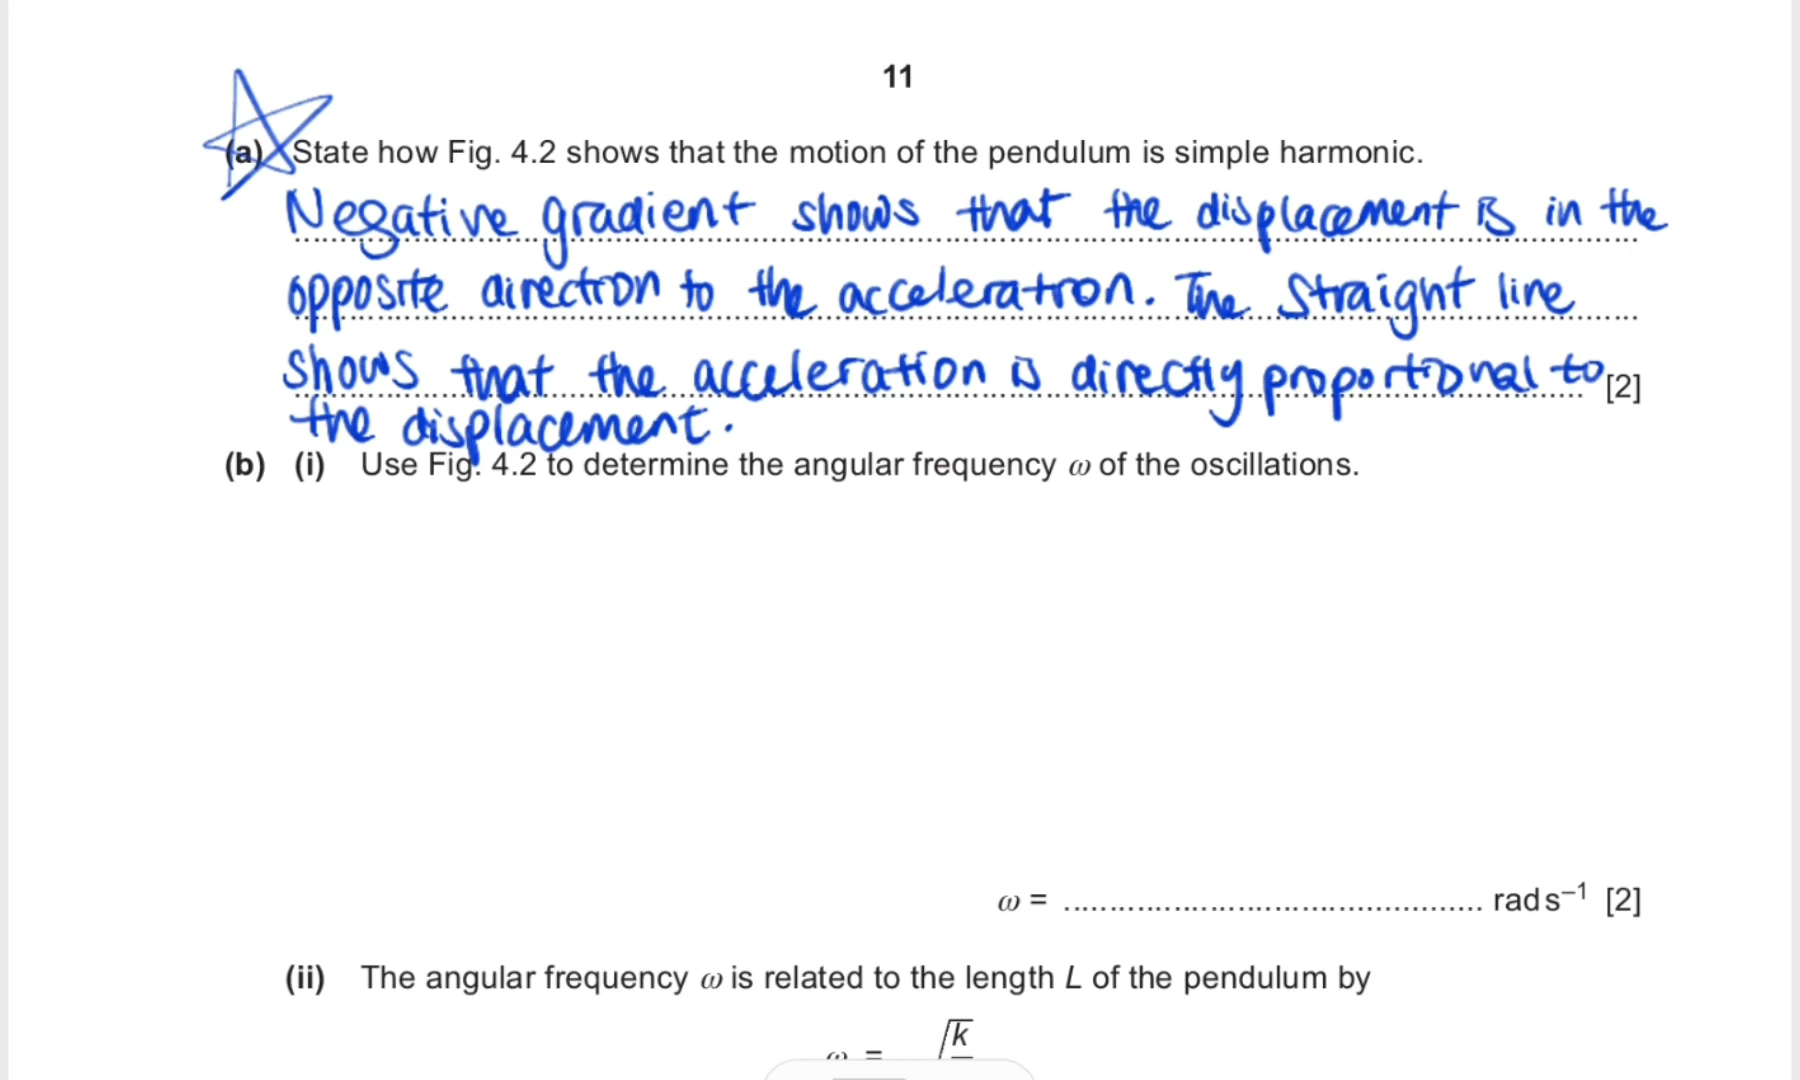 11
(a) State how Fig. 4.2 shows that the motion of the pendulum is simple harmonic.
Negative gradient shows that the displacement is in the
opposite direction to the acceleration. The straight line
shows that the acceleration is directly proportional to [2]
the displacement.
(b) (i) Use Fig. 4.2 to determine the angular frequency ω of the oscillations.
ω = .............................................. rad s⁻¹ [2]
(ii) The angular frequency ω is related to the length L of the pendulum by
ω = √k